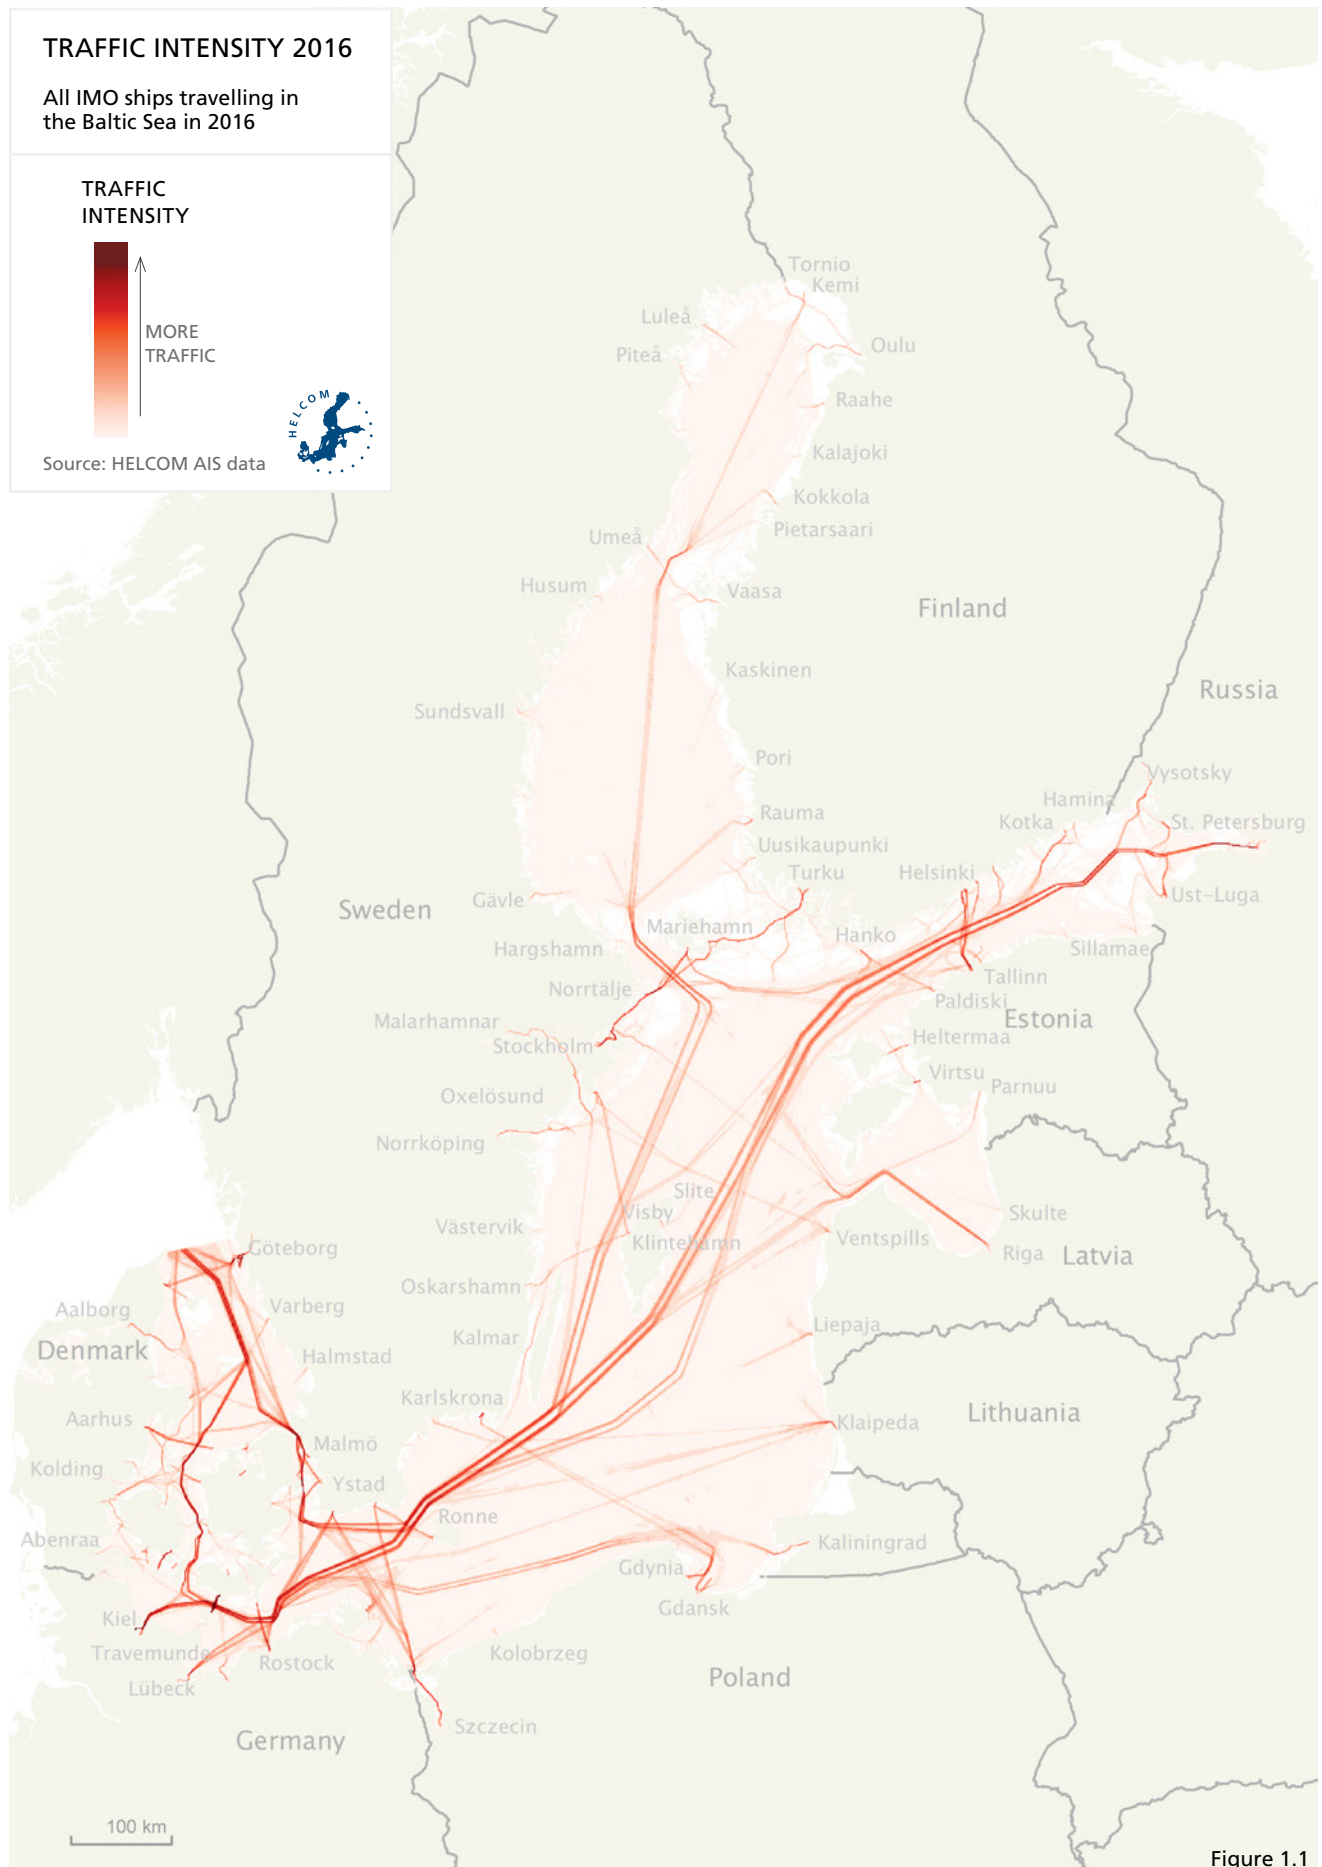 TRAFFIC INTENSITY 2016
All IMO ships travelling in
the Baltic Sea in 2016
TRAFFIC
INTENSITY
MORE
TRAFFIC
HELCOM
Source: HELCOM AIS data
Tornio
Kemi
Luleå
Oulu
Piteå
Raahe
Kalajoki
Kokkola
Pietarsaari
Umeå
Husum
Vaasa
Finland
Kaskinen
Russia
Sundsvall
Pori
Vysotsky
Hamina
Rauma
Kotka
St. Petersburg
Uusikaupunki
Turku
Helsinki
Ust-Luga
Gävle
Sweden
Mariehamn
Hanko
Hargshamn
Sillamae
Tallinn
Norrtälje
Paldiski
Malarhamnar
Estonia
Stockholm
Heltermaa
Virtsu
Parnuu
Oxelösund
Norrköping
Slite
Visby
Skulte
Västervik
Klintehamn
Ventspills
Göteborg
Riga
Latvia
Oskarshamn
Aalborg
Varberg
Liepaja
Kalmar
Denmark
Halmstad
Karlskrona
Lithuania
Aarhus
Klaipeda
Malmö
Kolding
Ystad
Ronne
Abenraa
Kaliningrad
Gdynia
Gdansk
Kiel
Travemunde
Rostock
Kolobrzeg
Poland
Lübeck
Szczecin
Germany
100 km
Figure 1.1